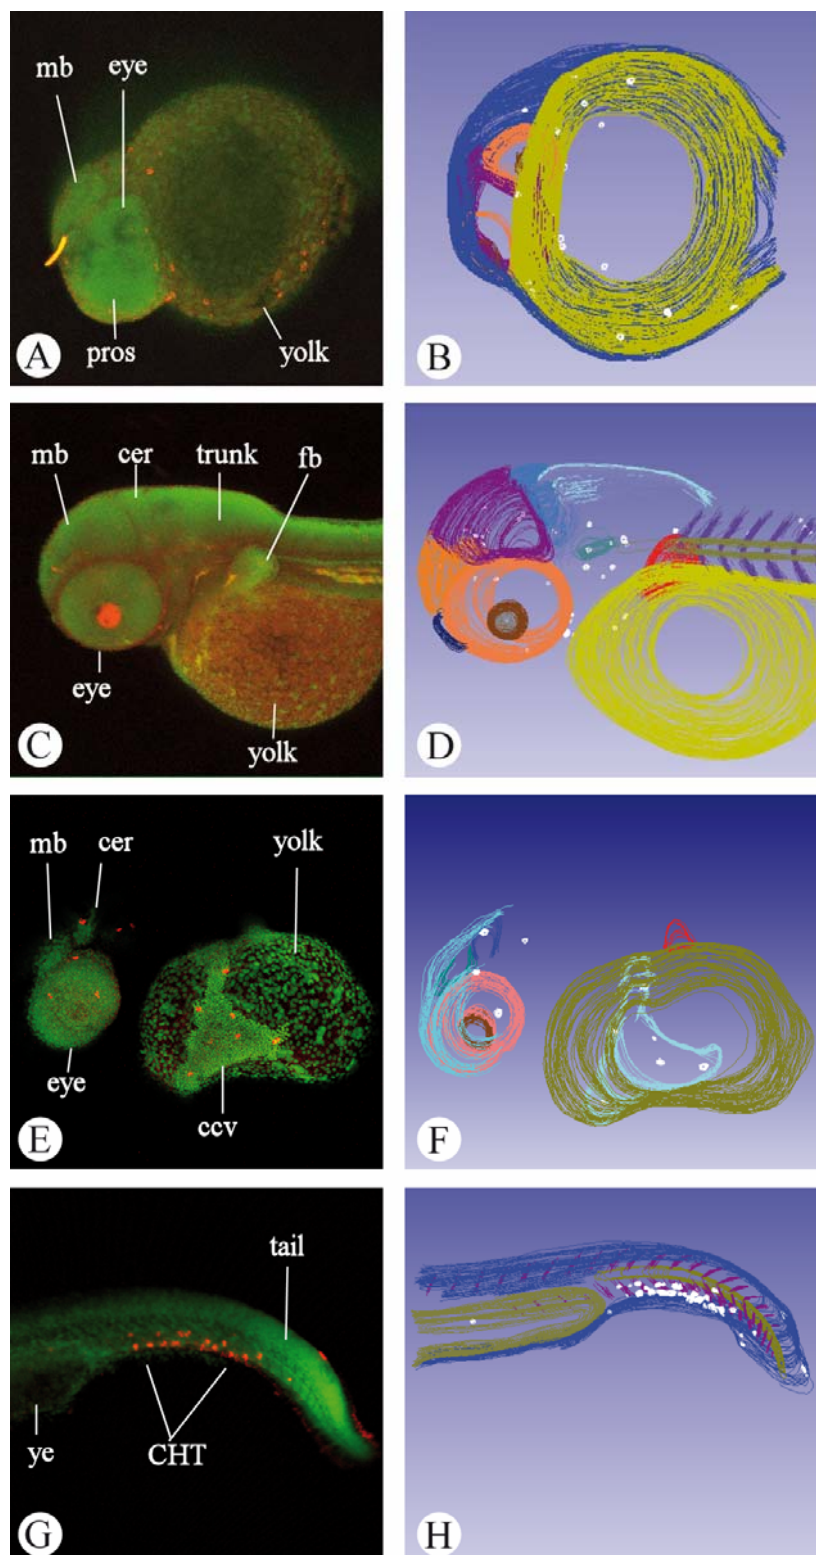 mb
eye
pros
yolk
A
B
mb
cer
trunk
fb
eye
yolk
C
D
mb
cer
yolk
eye
ccv
E
F
tail
ye
CHT
G
H